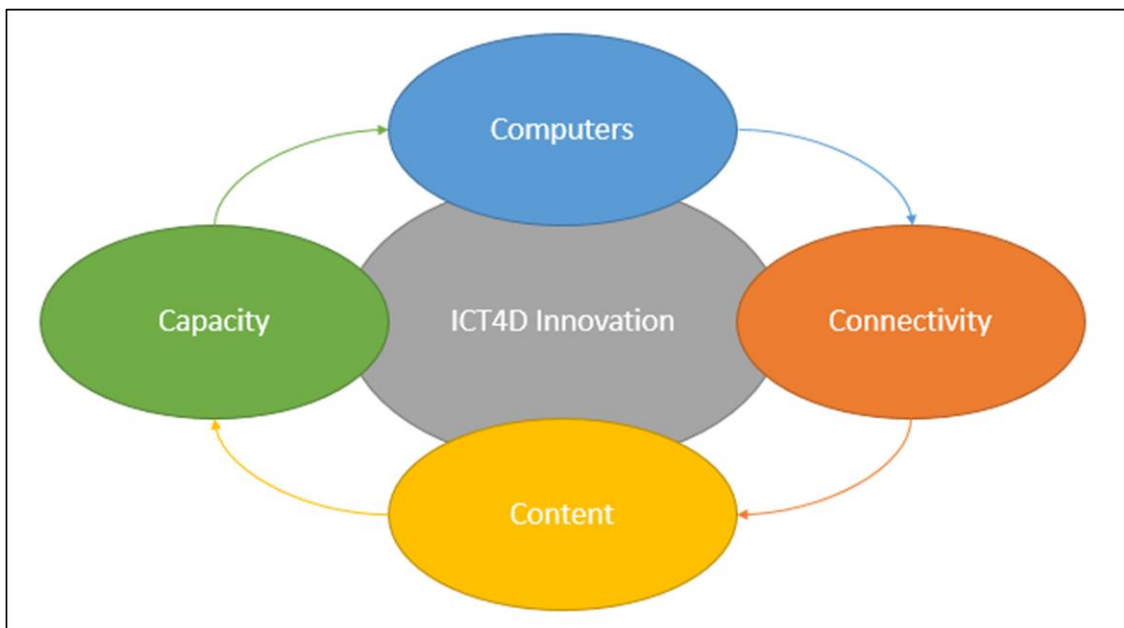 Computers
Capacity
ICT4D Innovation
Connectivity
Content